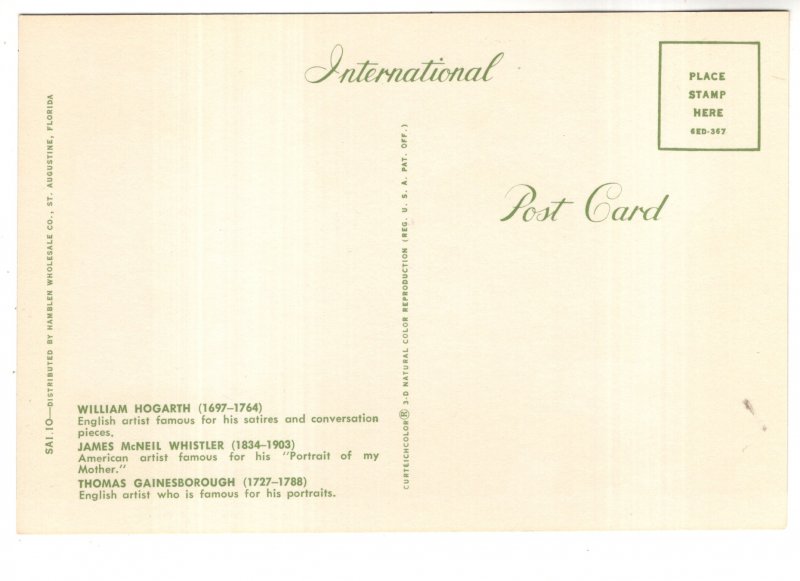 International
PLACE
STAMP
HERE
6ED-367
Post Card
SAI.10—DISTRIBUTED BY HAMBLEN WHOLESALE CO., ST. AUGUSTINE, FLORIDA
WILLIAM HOGARTH (1697–1764)
English artist famous for his satires and conversation
pieces.
JAMES McNEIL WHISTLER (1834–1903)
American artist famous for his "Portrait of my
Mother."
THOMAS GAINESBOROUGH (1727–1788)
English artist who is famous for his portraits.
CURTEICHCOLOR® 3-D NATURAL COLOR REPRODUCTION (REG. U. S. A. PAT. OFF.)